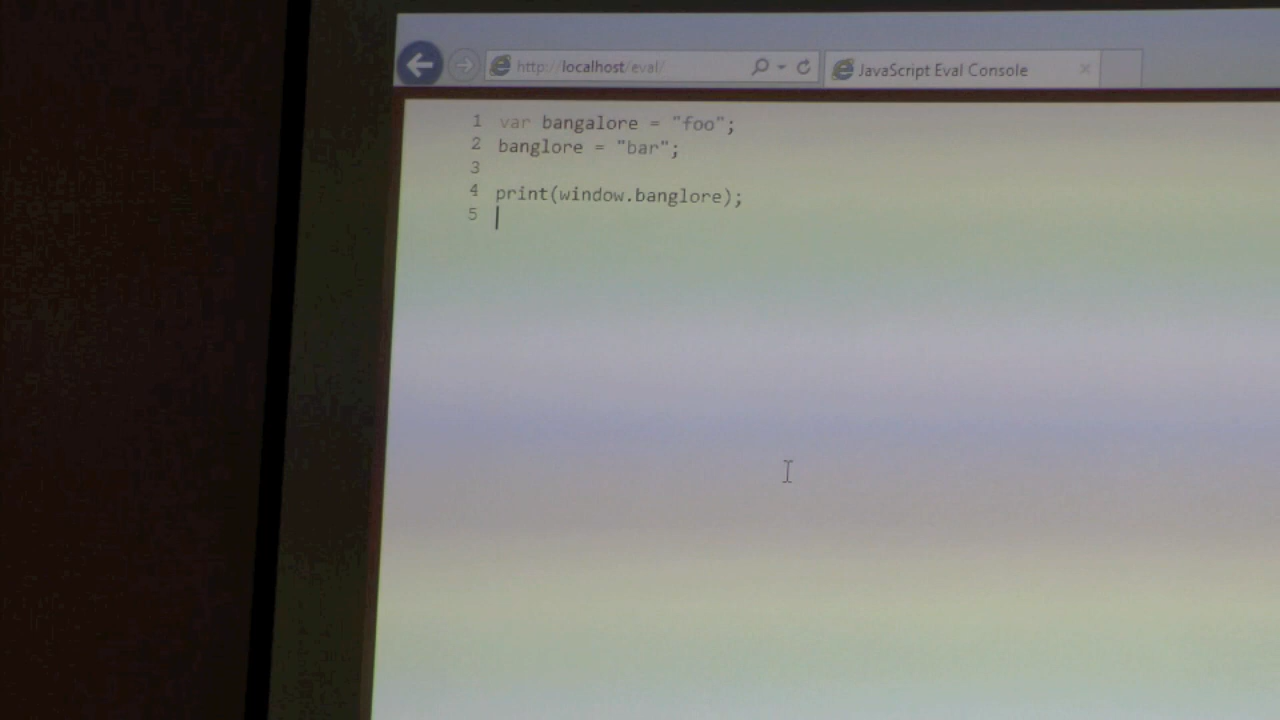 http://localhost/eval/
JavaScript Eval Console
1 var bangalore = "foo";
2 banglore = "bar";
3
4 print(window.banglore);
5